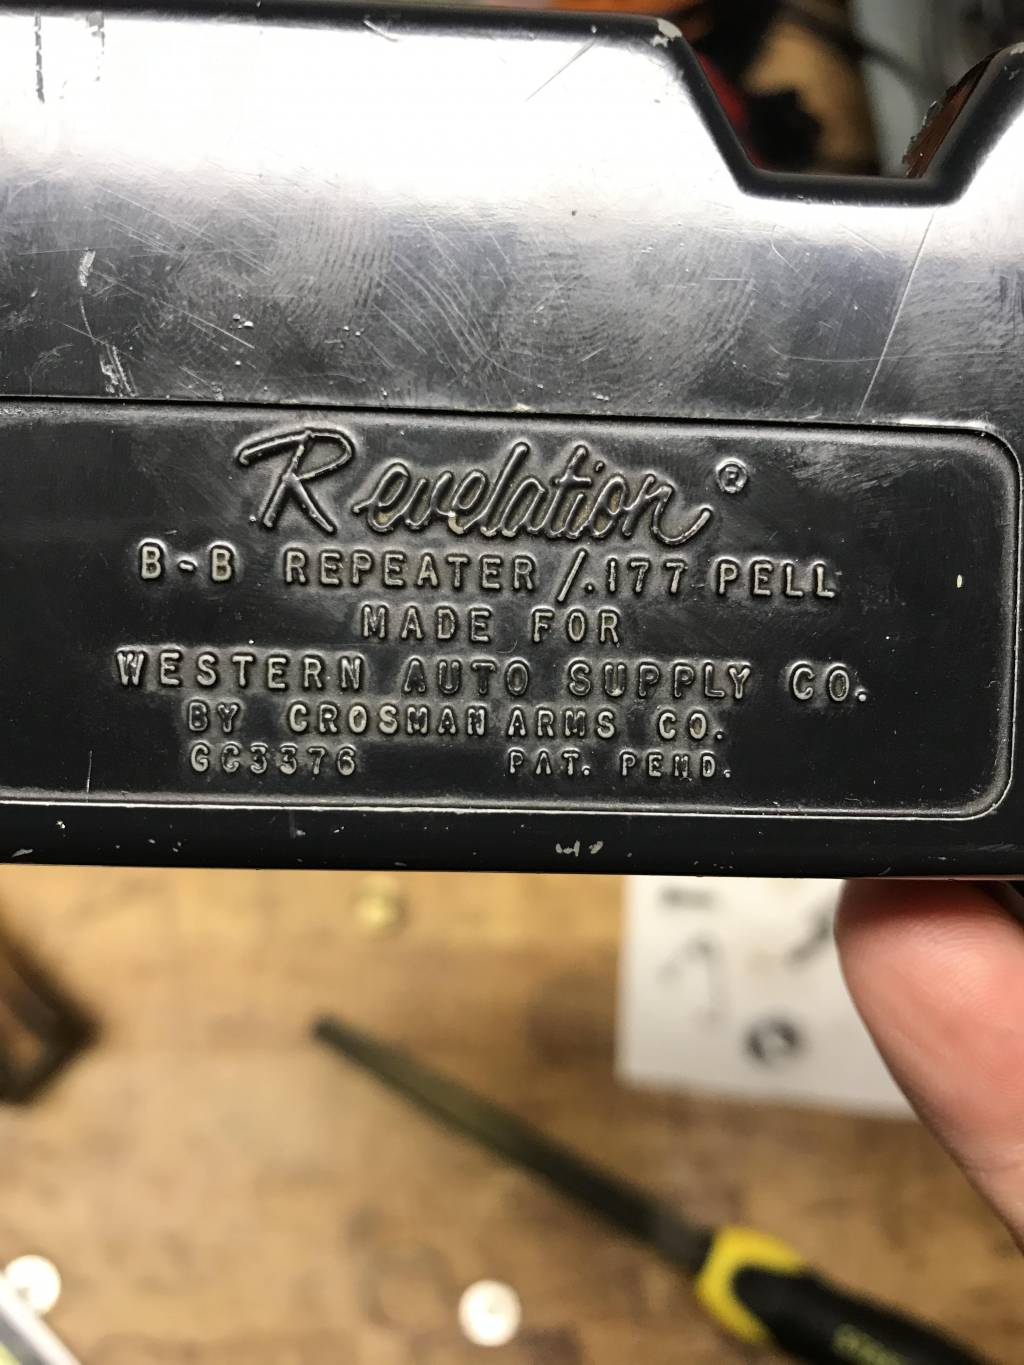 Revelation®
B-B REPEATER/.177 PELL
MADE FOR
WESTERN AUTO SUPPLY CO.
BY CROSMAN ARMS CO.
GC3376 PAT. PEND.